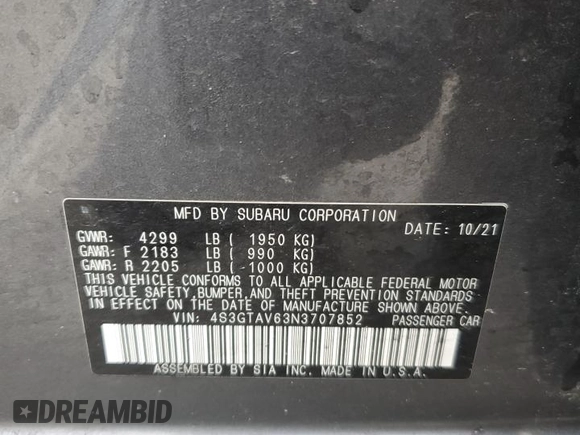 MFD BY SUBARU CORPORATION
DATE: 10/21
GVWR: 4299 LB ( 1950 KG)
GAWR: F 2183 LB ( 990 KG)
GAWR: R 2205 LB ( 1000 KG)
THIS VEHICLE CONFORMS TO ALL APPLICABLE FEDERAL MOTOR
VEHICLE SAFETY,BUMPER,AND THEFT PREVENTION STANDARDS
IN EFFECT ON THE DATE OF MANUFACTURE SHOWN ABOVE.
VIN: 4S3GTAV63N3707852 PASSENGER CAR
ASSEMBLED BY SIA INC. MADE IN U.S.A.
DREAMBID